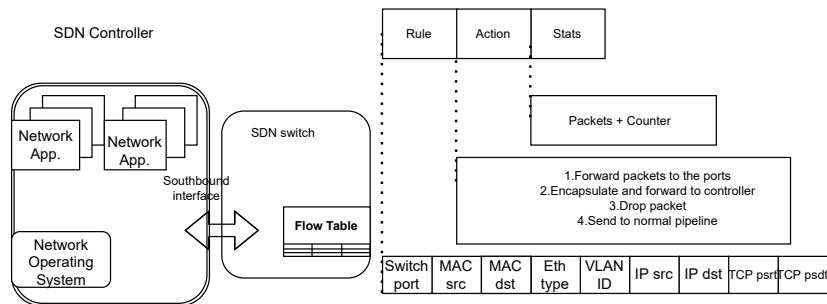 SDN Controller
Network
App.
Network
App.
Network
Operating
System
Southbound
interface
SDN switch
Flow Table
Rule
Action
Stats
Packets + Counter
1.Forward packets to the ports
2.Encapsulate and forward to controller
3.Drop packet
4.Send to normal pipeline
Switch
port
MAC
src
MAC
dst
Eth
type
VLAN
ID
IP src
IP dst
TCP psrt
TCP psdt